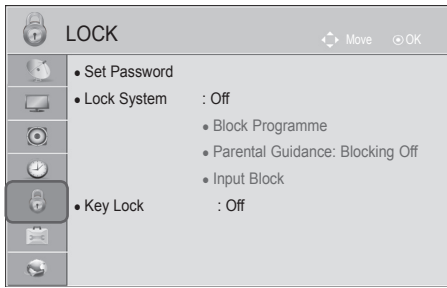 LOCK
Move OK
• Set Password
• Lock System : Off
• Block Programme
• Parental Guidance: Blocking Off
• Input Block
• Key Lock : Off